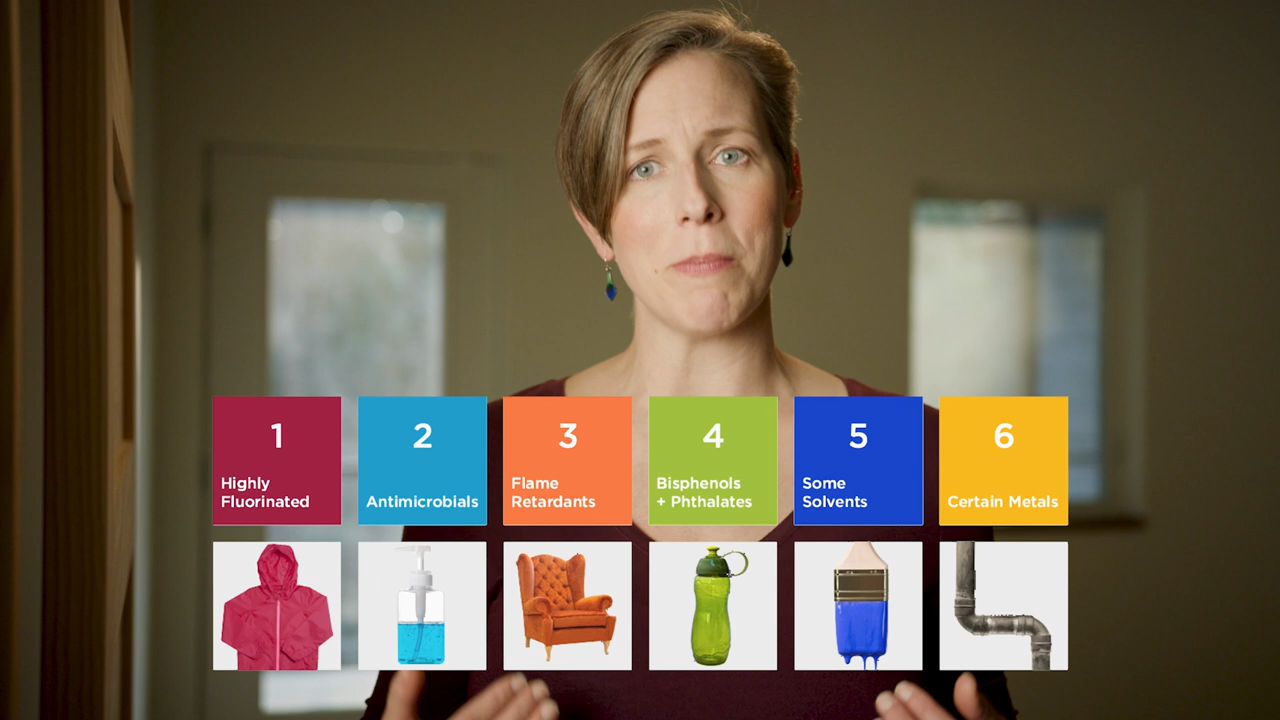 1
Highly
Fluorinated
2
Antimicrobials
3
Flame
Retardants
4
Bisphenols
+ Phthalates
5
Some
Solvents
6
Certain Metals